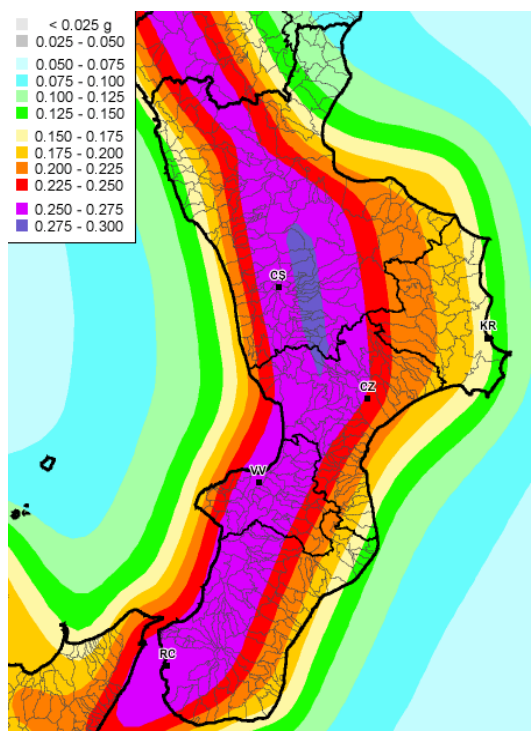 < 0.025 g
0.025 - 0.050
0.050 - 0.075
0.075 - 0.100
0.100 - 0.125
0.125 - 0.150
0.150 - 0.175
0.175 - 0.200
0.200 - 0.225
0.225 - 0.250
0.250 - 0.275
0.275 - 0.300
CS
KR
CZ
VV
RC